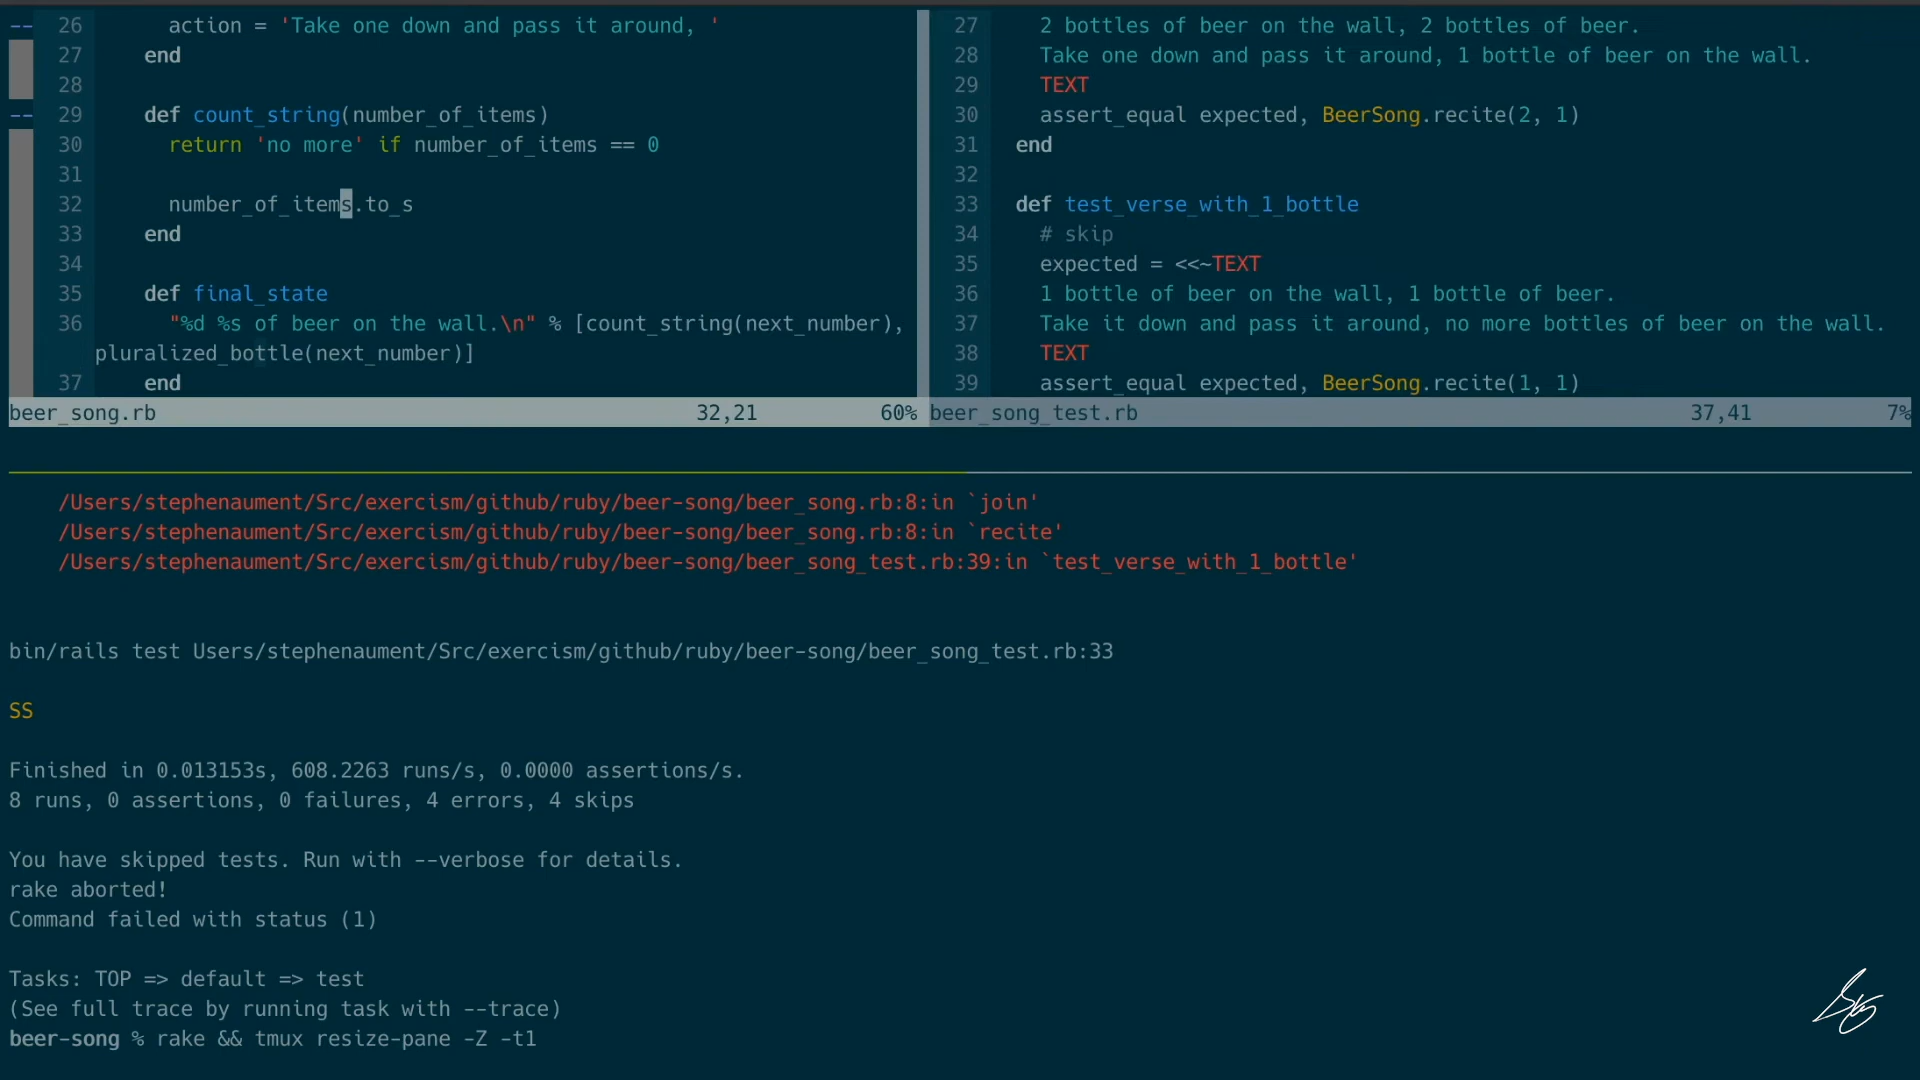 26 action = 'Take one down and pass it around, '
27 end
28
29 def count_string(number_of_items)
30 return 'no more' if number_of_items == 0
31
32 number_of_items.to_s
33 end
34
35 def final_state
36 "%d %s of beer on the wall.\n" % [count_string(next_number),
pluralized_bottle(next_number)]
37 end
beer_song.rb 32,21 60%
27 2 bottles of beer on the wall, 2 bottles of beer.
28 Take one down and pass it around, 1 bottle of beer on the wall.
29 TEXT
30 assert_equal expected, BeerSong.recite(2, 1)
31 end
32
33 def test_verse_with_1_bottle
34 # skip
35 expected = <<~TEXT
36 1 bottle of beer on the wall, 1 bottle of beer.
37 Take it down and pass it around, no more bottles of beer on the wall.
38 TEXT
39 assert_equal expected, BeerSong.recite(1, 1)
beer_song_test.rb 37,41 7%
/Users/stephenaument/Src/exercism/github/ruby/beer-song/beer_song.rb:8:in `join'
/Users/stephenaument/Src/exercism/github/ruby/beer-song/beer_song.rb:8:in `recite'
/Users/stephenaument/Src/exercism/github/ruby/beer-song/beer_song_test.rb:39:in `test_verse_with_1_bottle'
bin/rails test Users/stephenaument/Src/exercism/github/ruby/beer-song/beer_song_test.rb:33
SS
Finished in 0.013153s, 608.2263 runs/s, 0.0000 assertions/s.
8 runs, 0 assertions, 0 failures, 4 errors, 4 skips
You have skipped tests. Run with --verbose for details.
rake aborted!
Command failed with status (1)
Tasks: TOP => default => test
(See full trace by running task with --trace)
beer-song % rake && tmux resize-pane -Z -t1